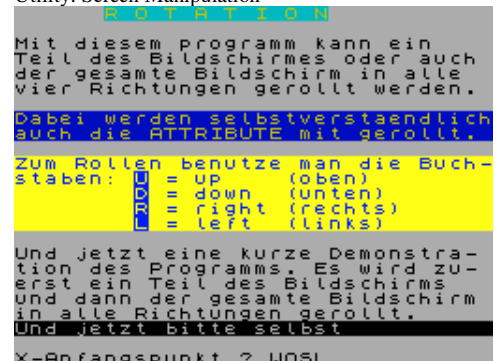 Utility: Screen Manipulation
R O T A T I O N
Mit diesem Programm kann ein
Teil des Bildschirmes oder auch
der gesamte Bildschirm in alle
vier Richtungen gerollt werden.
Dabei werden selbstverstaendlich
auch die ATTRIBUTE mit gerollt.
Zum Rollen benutze man die Buch-
staben: U = up (oben)
D = down (unten)
R = right (rechts)
L = left (links)
Und jetzt eine kurze Demonstra-
tion des Programms. Es wird zu-
erst ein Teil des Bildschirms
und dann der gesamte Bildschirm
in alle Richtungen gerollt.
Und jetzt bitte selbst
X-Anfangspunkt ?